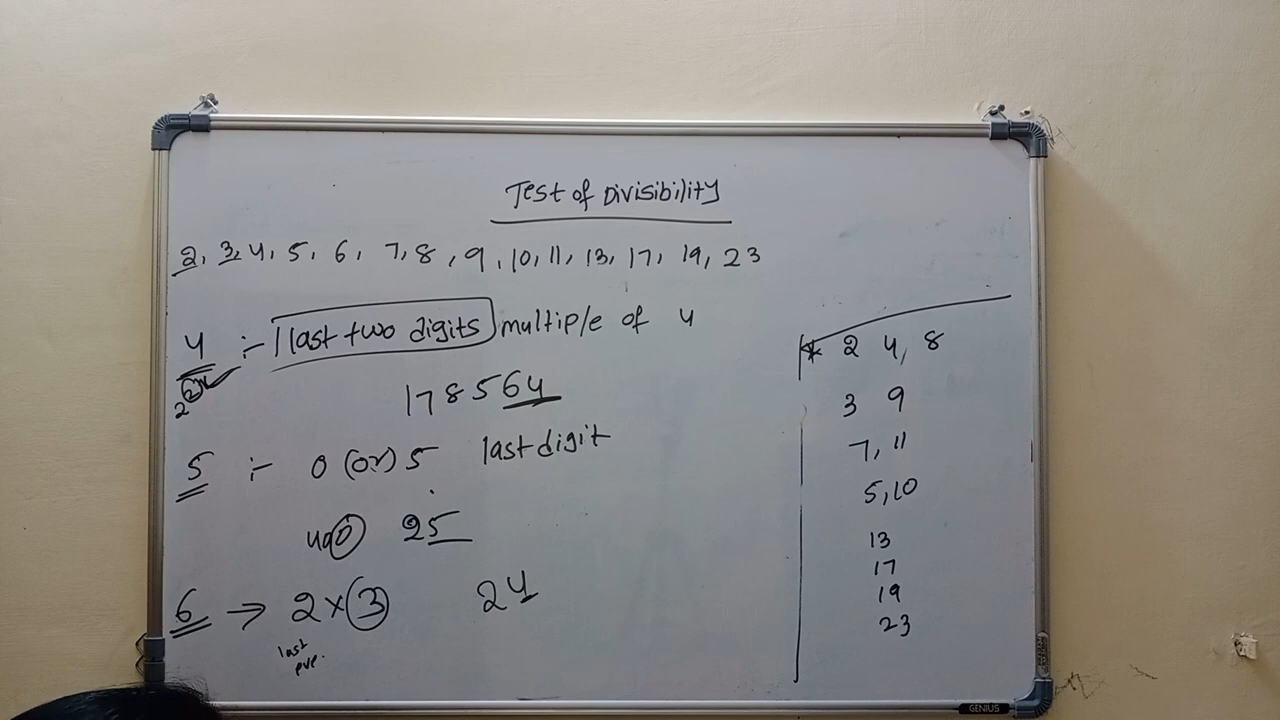 Test of Divisibility
2, 3, 4, 5, 6, 7, 8, 9, 10, 11, 13, 17, 19, 23
4 :- last two digits multiple of 4
2
178564
5 :- 0 (or) 5 last digit
400 25
6 → 2 × 3 24
last
* 2 4, 8
3 9
7, 11
5, 10
13
17
19
23
GENIUS